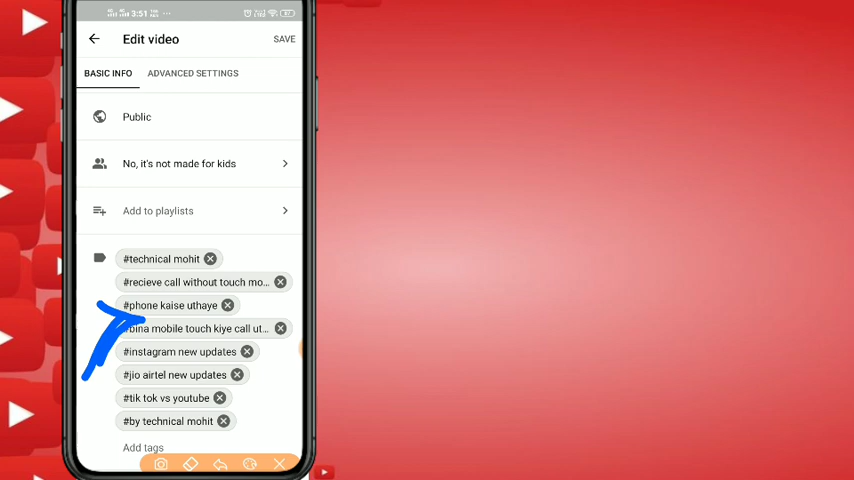 3:51
Edit video
SAVE
BASIC INFO
ADVANCED SETTINGS
Public
No, it's not made for kids
Add to playlists
#technical mohit
#recieve call without touch mo...
#phone kaise uthaye
#bina mobile touch kiye call ut...
#instagram new updates
#jio airtel new updates
#tik tok vs youtube
#by technical mohit
Add tags